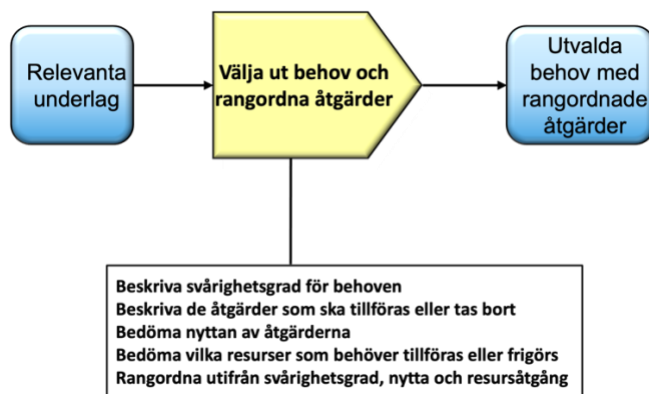 Relevanta
underlag
Välja ut behov och
rangordna åtgärder
Utvalda
behov med
rangordnade
åtgärder
Beskriva svårighetsgrad för behoven
Beskriva de åtgärder som ska tillföras eller tas bort
Bedöma nyttan av åtgärderna
Bedöma vilka resurser som behöver tillföras eller frigörs
Rangordna utifrån svårighetsgrad, nytta och resursåtgång